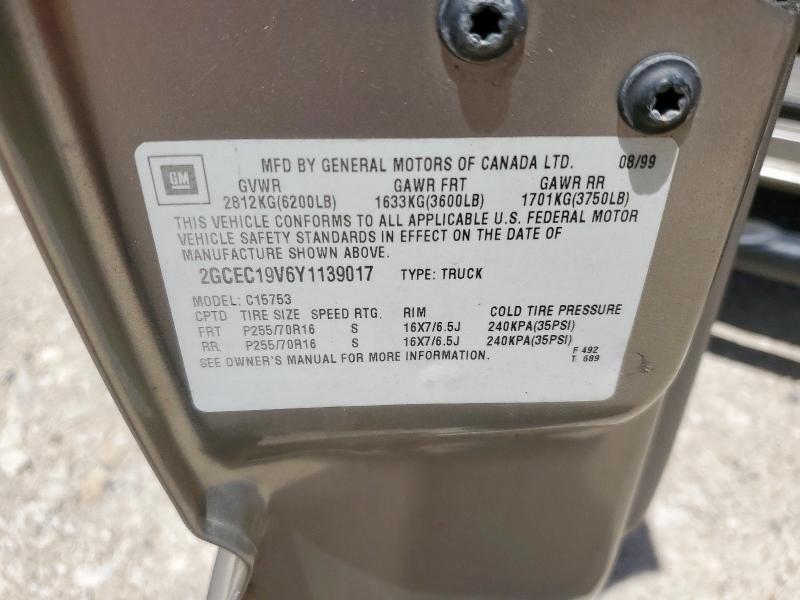 GM
MFD BY GENERAL MOTORS OF CANADA LTD. 08/99
GVWR GAWR FRT GAWR RR
2812KG(6200LB) 1633KG(3600LB) 1701KG(3750LB)
THIS VEHICLE CONFORMS TO ALL APPLICABLE U.S. FEDERAL MOTOR
VEHICLE SAFETY STANDARDS IN EFFECT ON THE DATE OF
MANUFACTURE SHOWN ABOVE.
2GCEC19V6Y1139017 TYPE: TRUCK
MODEL: C15753
CPTD TIRE SIZE SPEED RTG. RIM COLD TIRE PRESSURE
FRT P255/70R16 S 16X7/6.5J 240KPA(35PSI)
RR. P255/70R16 S 16X7/6.5J 240KPA(35PSI)
SEE OWNER'S MANUAL FOR MORE INFORMATION. F 492
T 689